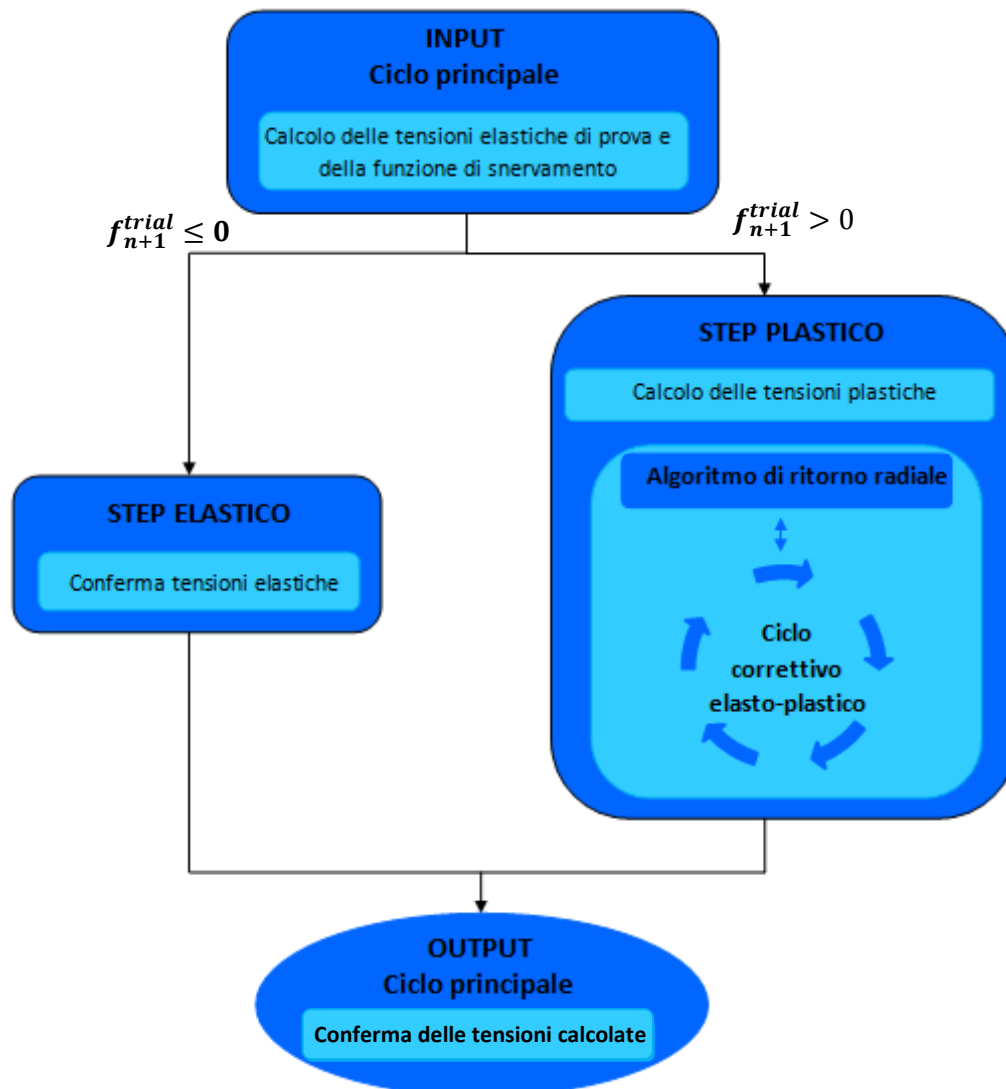 INPUT
Ciclo principale
Calcolo delle tensioni elastiche di prova e
della funzione di snervamento
f_{n+1}^{trial} ≤ 0
f_{n+1}^{trial} > 0
STEP PLASTICO
Calcolo delle tensioni plastiche
Algoritmo di ritorno radiale
STEP ELASTICO
Conferma tensioni elastiche
Ciclo
correttivo
elasto-plastico
OUTPUT
Ciclo principale
Conferma delle tensioni calcolate